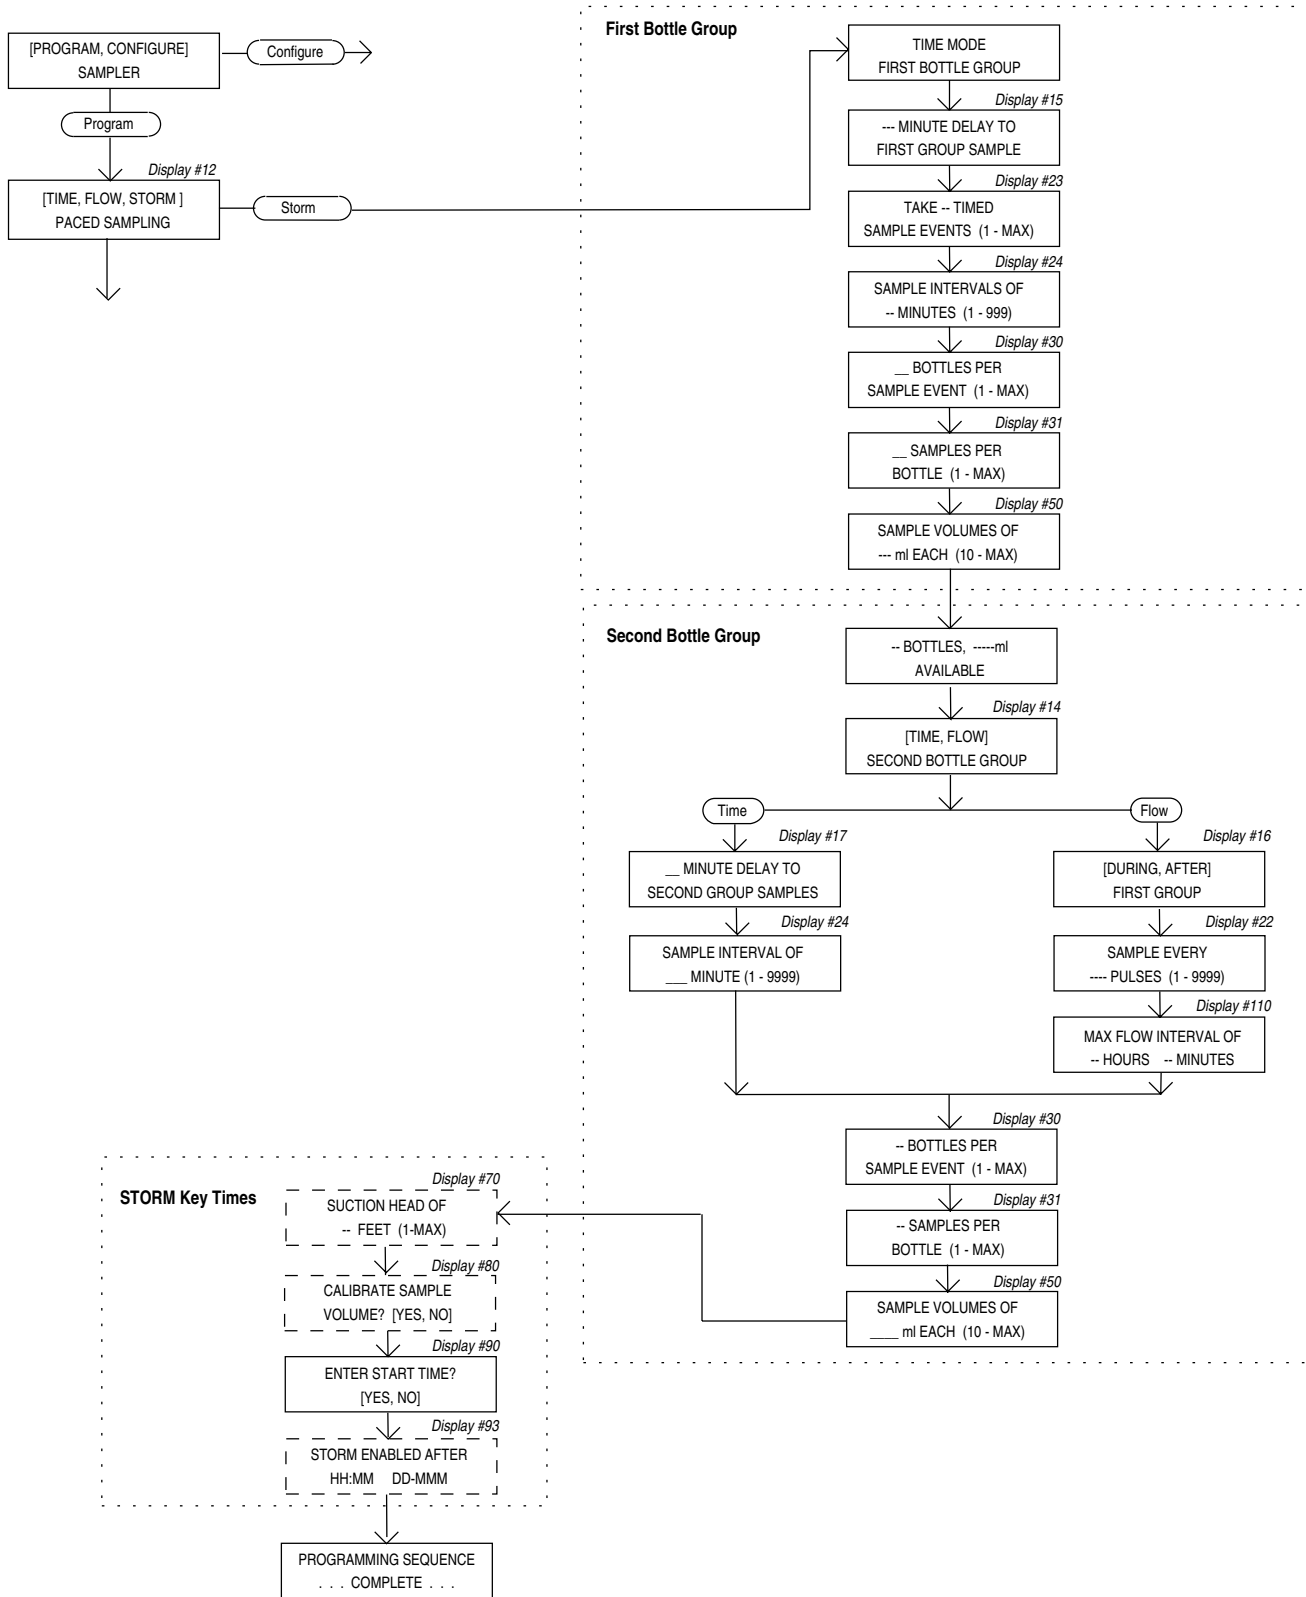 [PROGRAM, CONFIGURE]
SAMPLER
Configure
Program
Display #12
[TIME, FLOW, STORM ]
PACED SAMPLING
Storm
First Bottle Group
TIME MODE
FIRST BOTTLE GROUP
Display #15
--- MINUTE DELAY TO
FIRST GROUP SAMPLE
Display #23
TAKE -- TIMED
SAMPLE EVENTS (1 - MAX)
Display #24
SAMPLE INTERVALS OF
-- MINUTES (1 - 999)
Display #30
__ BOTTLES PER
SAMPLE EVENT (1 - MAX)
Display #31
__ SAMPLES PER
BOTTLE (1 - MAX)
Display #50
SAMPLE VOLUMES OF
--- ml EACH (10 - MAX)
Second Bottle Group
-- BOTTLES, -----ml
AVAILABLE
Display #14
[TIME, FLOW]
SECOND BOTTLE GROUP
Time
Display #17
__ MINUTE DELAY TO
SECOND GROUP SAMPLES
Display #24
SAMPLE INTERVAL OF
___ MINUTE (1 - 9999)
Flow
Display #16
[DURING, AFTER]
FIRST GROUP
Display #22
SAMPLE EVERY
---- PULSES (1 - 9999)
Display #110
MAX FLOW INTERVAL OF
-- HOURS -- MINUTES
Display #30
-- BOTTLES PER
SAMPLE EVENT (1 - MAX)
Display #31
-- SAMPLES PER
BOTTLE (1 - MAX)
Display #50
SAMPLE VOLUMES OF
____ ml EACH (10 - MAX)
STORM Key Times
Display #70
SUCTION HEAD OF
-- FEET (1-MAX)
Display #80
CALIBRATE SAMPLE
VOLUME? [YES, NO]
Display #90
ENTER START TIME?
[YES, NO]
Display #93
STORM ENABLED AFTER
HH:MM DD-MMM
PROGRAMMING SEQUENCE
. . . COMPLETE . . .